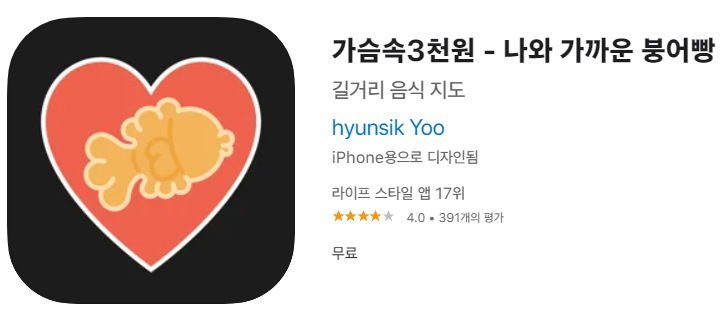 가슴속3천원 - 나와 가까운 붕어빵
길거리 음식 지도
hyunsik Yoo
iPhone용으로 디자인됨
라이프 스타일 앱 17위
4.0 • 391개의 평가
무료